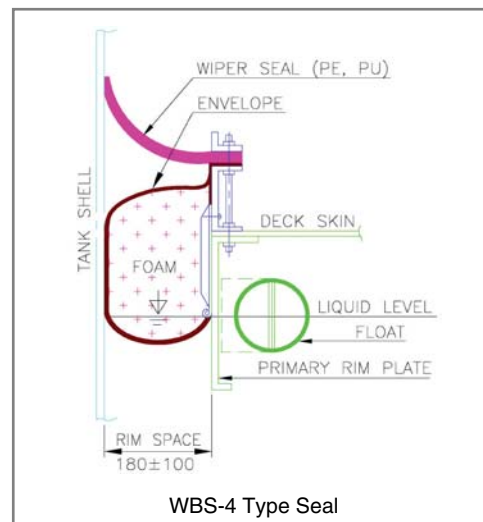 WIPER SEAL (PE, PU)
ENVELOPE
TANK SHELL
DECK SKIN
FOAM
LIQUID LEVEL
FLOAT
PRIMARY RIM PLATE
RIM SPACE
180±100
WBS-4 Type Seal